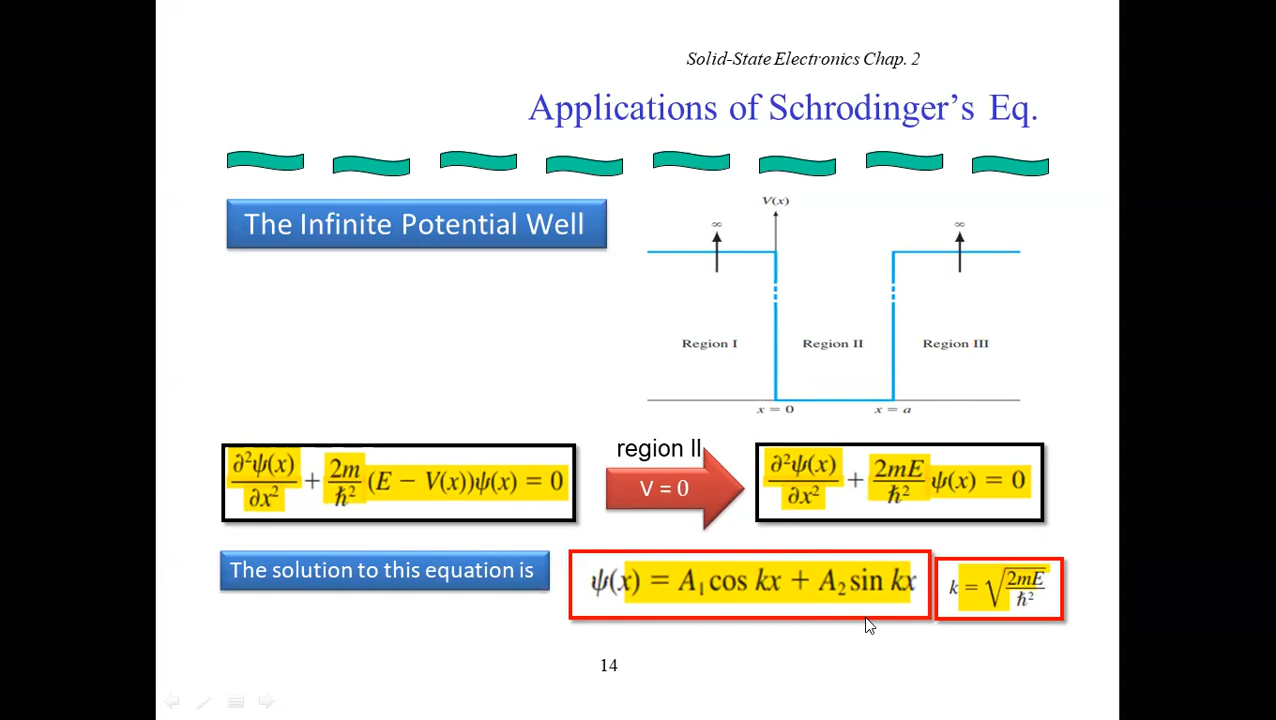 Solid-State Electronics Chap. 2
Applications of Schrodinger's Eq.
The Infinite Potential Well
V(x)
∞ ∞
Region I Region II Region III
x = 0 x = a
region II
∂²ψ(x)/∂x² + 2m/ħ² (E − V(x))ψ(x) = 0
V = 0
∂²ψ(x)/∂x² + 2mE/ħ² ψ(x) = 0
The solution to this equation is
ψ(x) = A₁ cos kx + A₂ sin kx
k = √(2mE/ħ²)
14